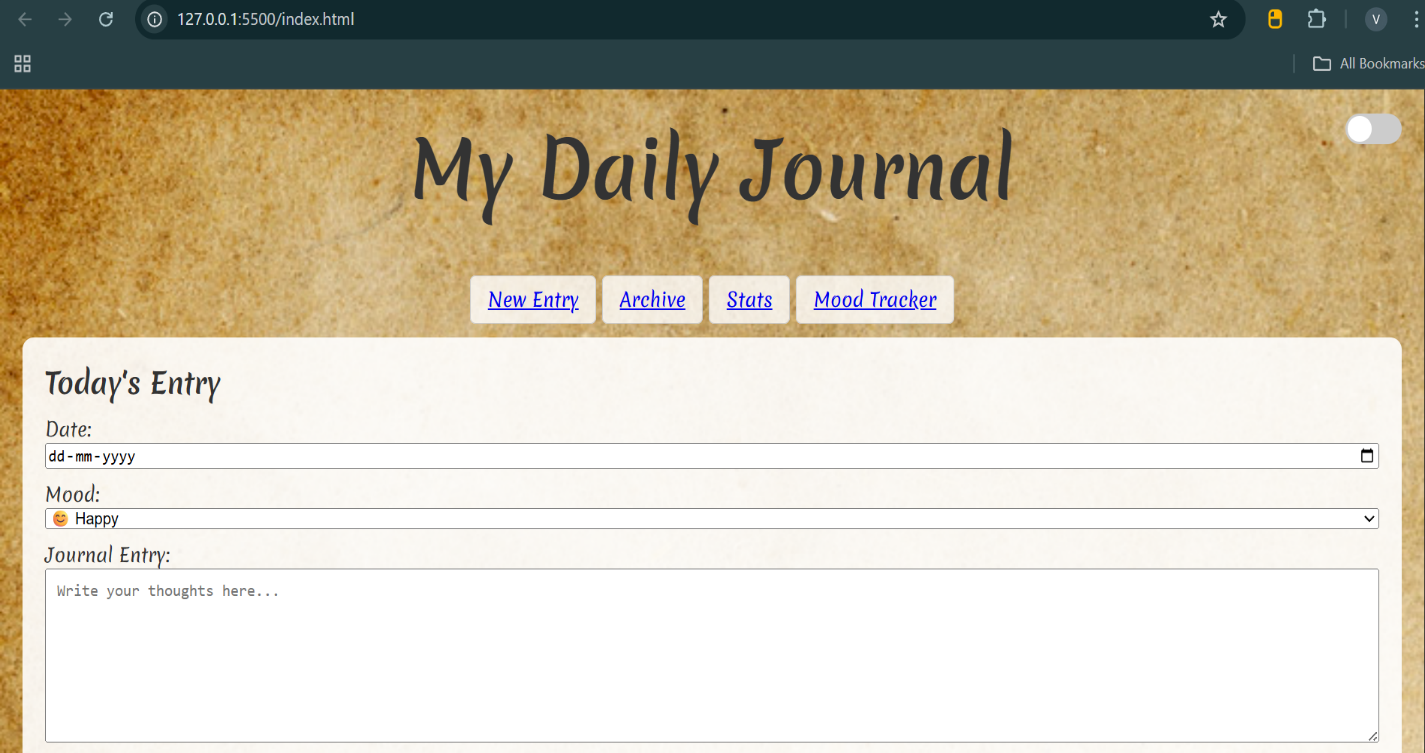 127.0.0.1:5500/index.html
V
All Bookmarks
My Daily Journal
New Entry Archive Stats Mood Tracker
Today's Entry
Date:
dd-mm-yyyy
Mood:
😊 Happy
Journal Entry:
Write your thoughts here...